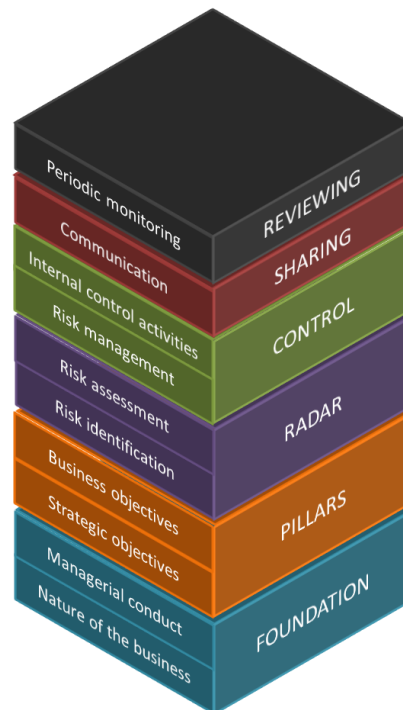 Periodic monitoring
REVIEWING
Communication
SHARING
Internal control activities
Risk management
CONTROL
Risk assessment
Risk identification
RADAR
Business objectives
Strategic objectives
PILLARS
Managerial conduct
Nature of the business
FOUNDATION